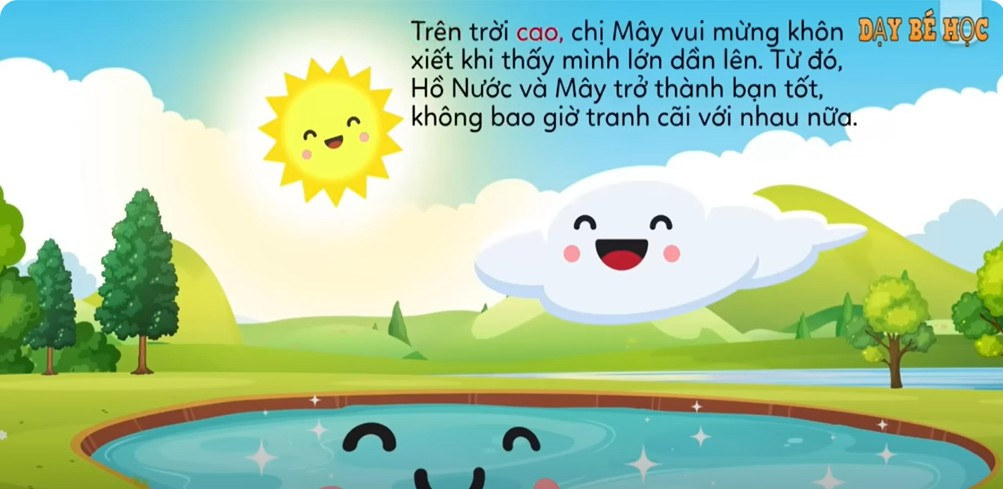 Trên trời cao, chị Mây vui mừng khôn
xiết khi thấy mình lớn dần lên. Từ đó,
Hồ Nước và Mây trở thành bạn tốt,
không bao giờ tranh cãi với nhau nữa.
DẠY BÉ HỌC